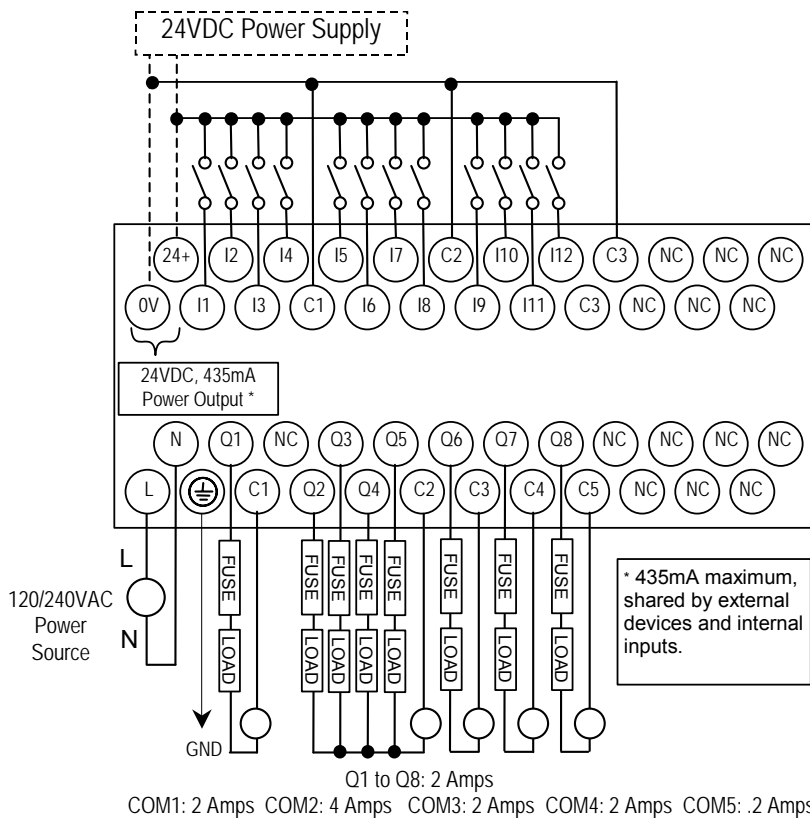 24VDC Power Supply
24+ I2 I4 I5 I7 C2 I10 I12 C3 NC NC NC
0V I1 I3 C1 I6 I8 I9 I11 C3 NC NC NC
24VDC, 435mA
Power Output *
N Q1 NC Q3 Q5 Q6 Q7 Q8 NC NC NC NC
L C1 Q2 Q4 C2 C3 C4 C5 NC NC NC
L
120/240VAC
Power
Source
N
FUSE FUSE FUSE FUSE FUSE FUSE FUSE FUSE
LOAD LOAD LOAD LOAD LOAD LOAD LOAD LOAD
* 435mA maximum,
shared by external
devices and internal
inputs.
GND
Q1 to Q8: 2 Amps
COM1: 2 Amps COM2: 4 Amps COM3: 2 Amps COM4: 2 Amps COM5: .2 Amps